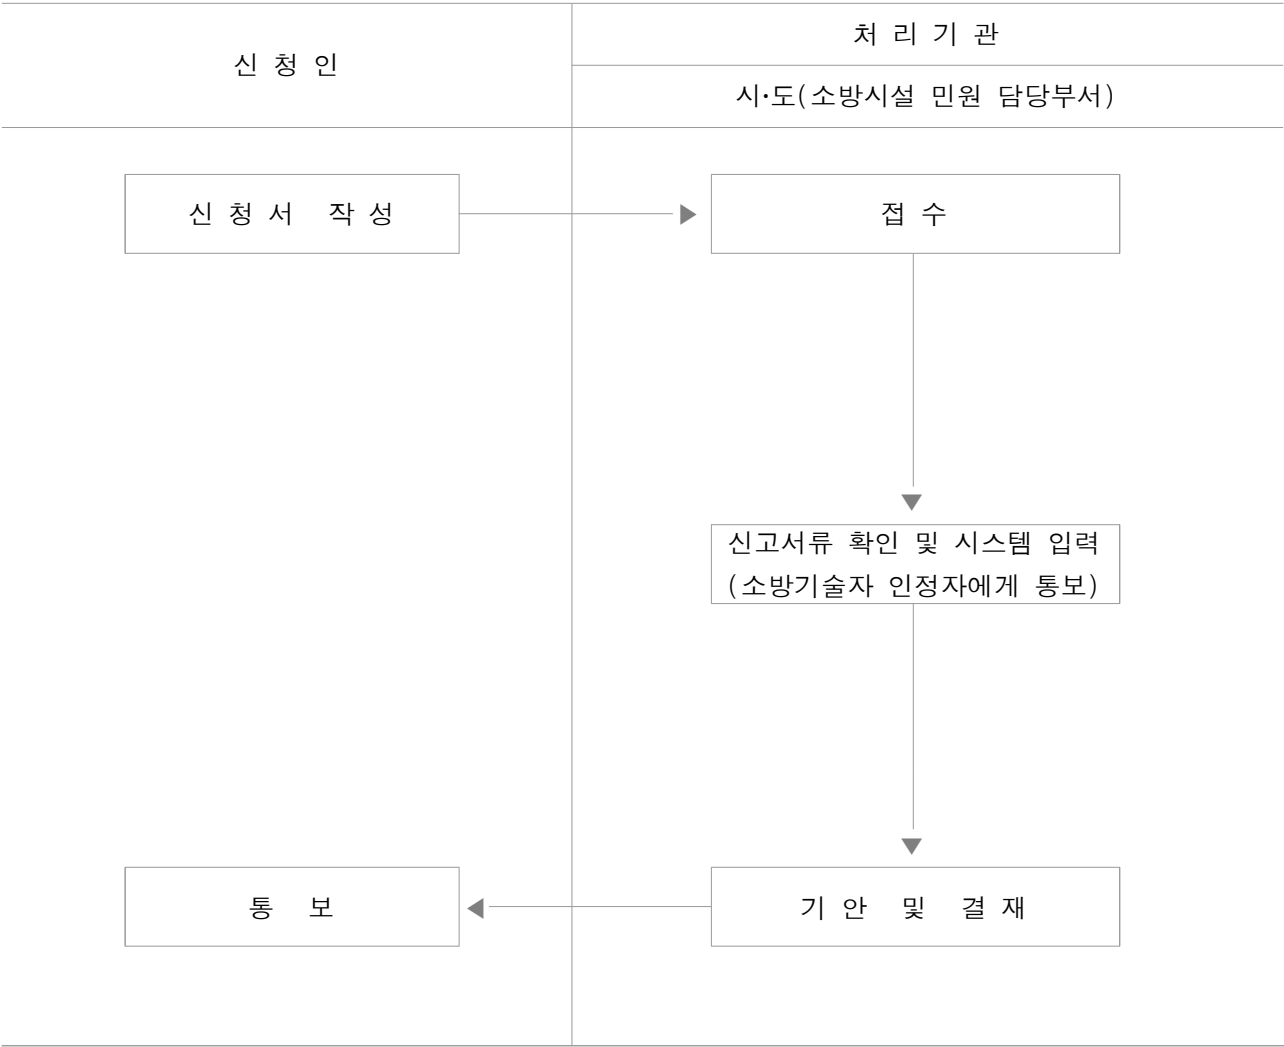 신 청 인
처 리 기 관
시·도(소방시설 민원 담당부서)
신 청 서 작 성
접 수
신고서류 확인 및 시스템 입력
(소방기술자 인정자에게 통보)
기 안 및 결 재
통 보